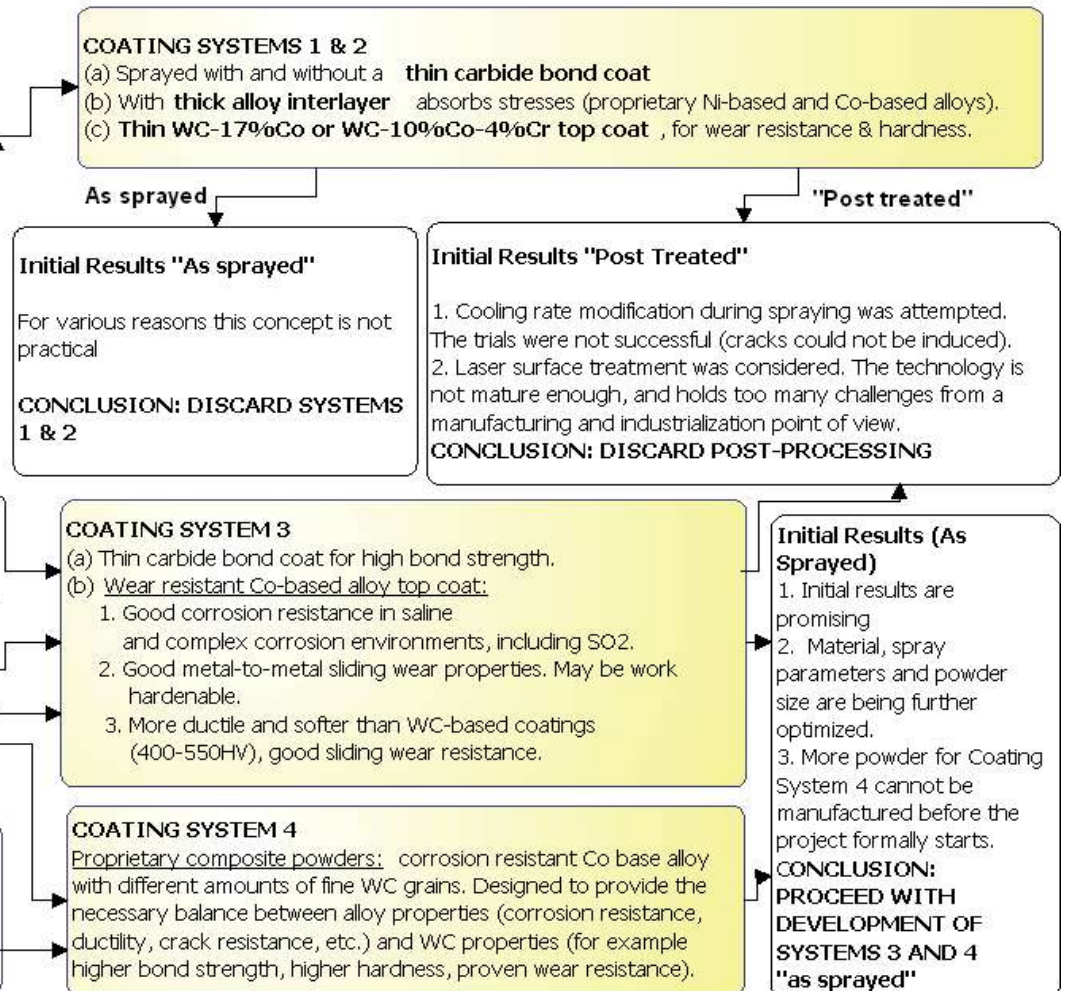 COATING SYSTEMS 1 & 2
(a) Sprayed with and without a thin carbide bond coat
(b) With thick alloy interlayer absorbs stresses (proprietary Ni-based and Co-based alloys).
(c) Thin WC-17%Co or WC-10%Co-4%Cr top coat , for wear resistance & hardness.
As sprayed
"Post treated"
Initial Results "As sprayed"
For various reasons this concept is not
practical
CONCLUSION: DISCARD SYSTEMS
1 & 2
Initial Results "Post Treated"
1. Cooling rate modification during spraying was attempted.
The trials were not successful (cracks could not be induced).
2. Laser surface treatment was considered. The technology is
not mature enough, and holds too many challenges from a
manufacturing and industrialization point of view.
CONCLUSION: DISCARD POST-PROCESSING
COATING SYSTEM 3
(a) Thin carbide bond coat for high bond strength.
(b) Wear resistant Co-based alloy top coat:
1. Good corrosion resistance in saline
and complex corrosion environments, including SO2.
2. Good metal-to-metal sliding wear properties. May be work
hardenable.
3. More ductile and softer than WC-based coatings
(400-550HV), good sliding wear resistance.
COATING SYSTEM 4
Proprietary composite powders: corrosion resistant Co base alloy
with different amounts of fine WC grains. Designed to provide the
necessary balance between alloy properties (corrosion resistance,
ductility, crack resistance, etc.) and WC properties (for example
higher bond strength, higher hardness, proven wear resistance).
Initial Results (As
Sprayed)
1. Initial results are
promising
2. Material, spray
parameters and powder
size are being further
optimized.
3. More powder for Coating
System 4 cannot be
manufactured before the
project formally starts.
CONCLUSION:
PROCEED WITH
DEVELOPMENT OF
SYSTEMS 3 AND 4
"as sprayed"